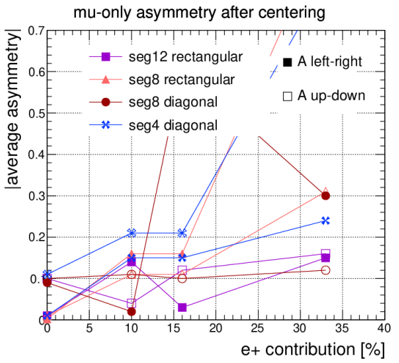 mu-only asymmetry after centering
|average asymmetry|
0.7
0.6
0.5
0.4
0.3
0.2
0.1
0
seg12 rectangular
seg8 rectangular
seg8 diagonal
seg4 diagonal
A left-right
A up-down
0 5 10 15 20 25 30 35 40
e+ contribution [%]